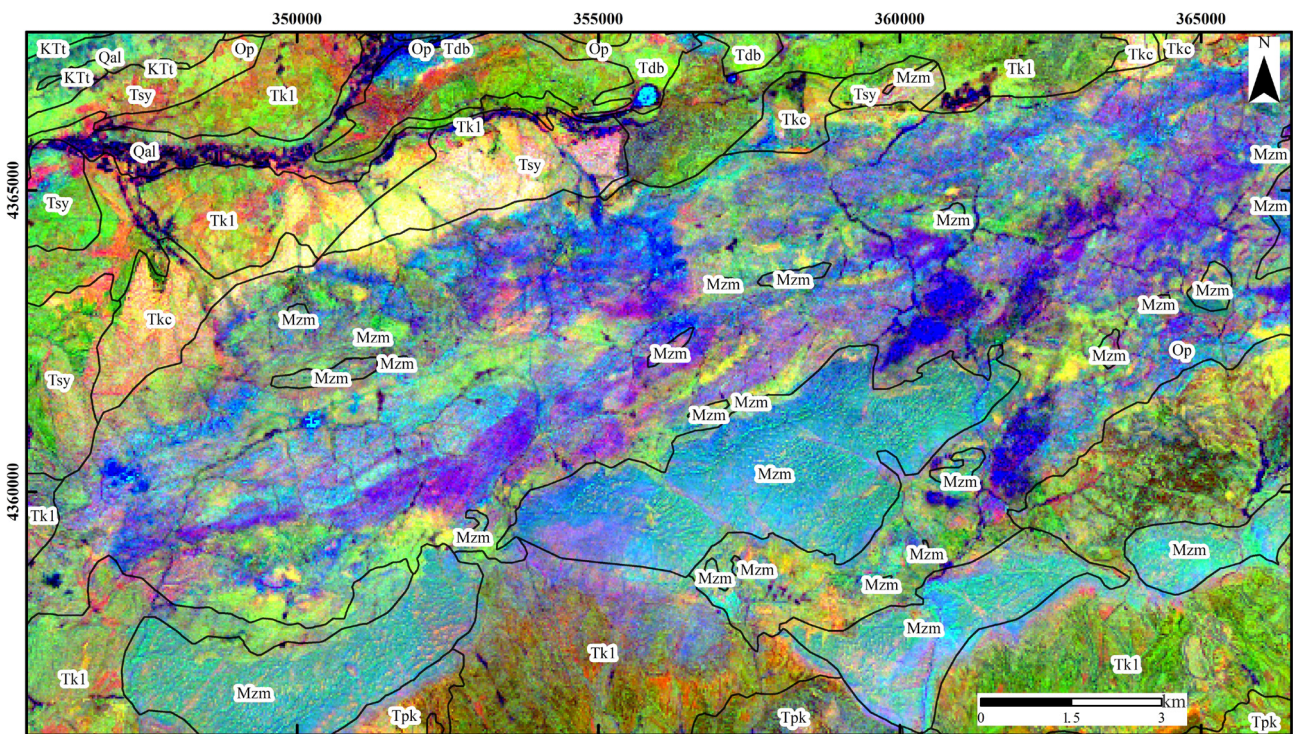 350000 355000 360000 365000
KTt Qal KTt Op Op Tdb Op Tdb Tkc Tkc
N
KTt Tsy Tk1 Tdb Tsy Mzm Tk1
Qal Tk1 Tkc
Tsy Mzm
4365000
Tsy Tk1 Mzm Mzm
Mzm Mzm Mzm
Tkc Mzm Mzm
Mzm Mzm Mzm Op
Tsy Mzm Mzm
Mzm Mzm
4360000
Mzm Mzm
Tk1
Mzm Mzm
Mzm Mzm Mzm Mzm
Mzm
Tk1 Tk1 Tk1
Mzm
Tpk Tpk Tpk
km
0 1.5 3